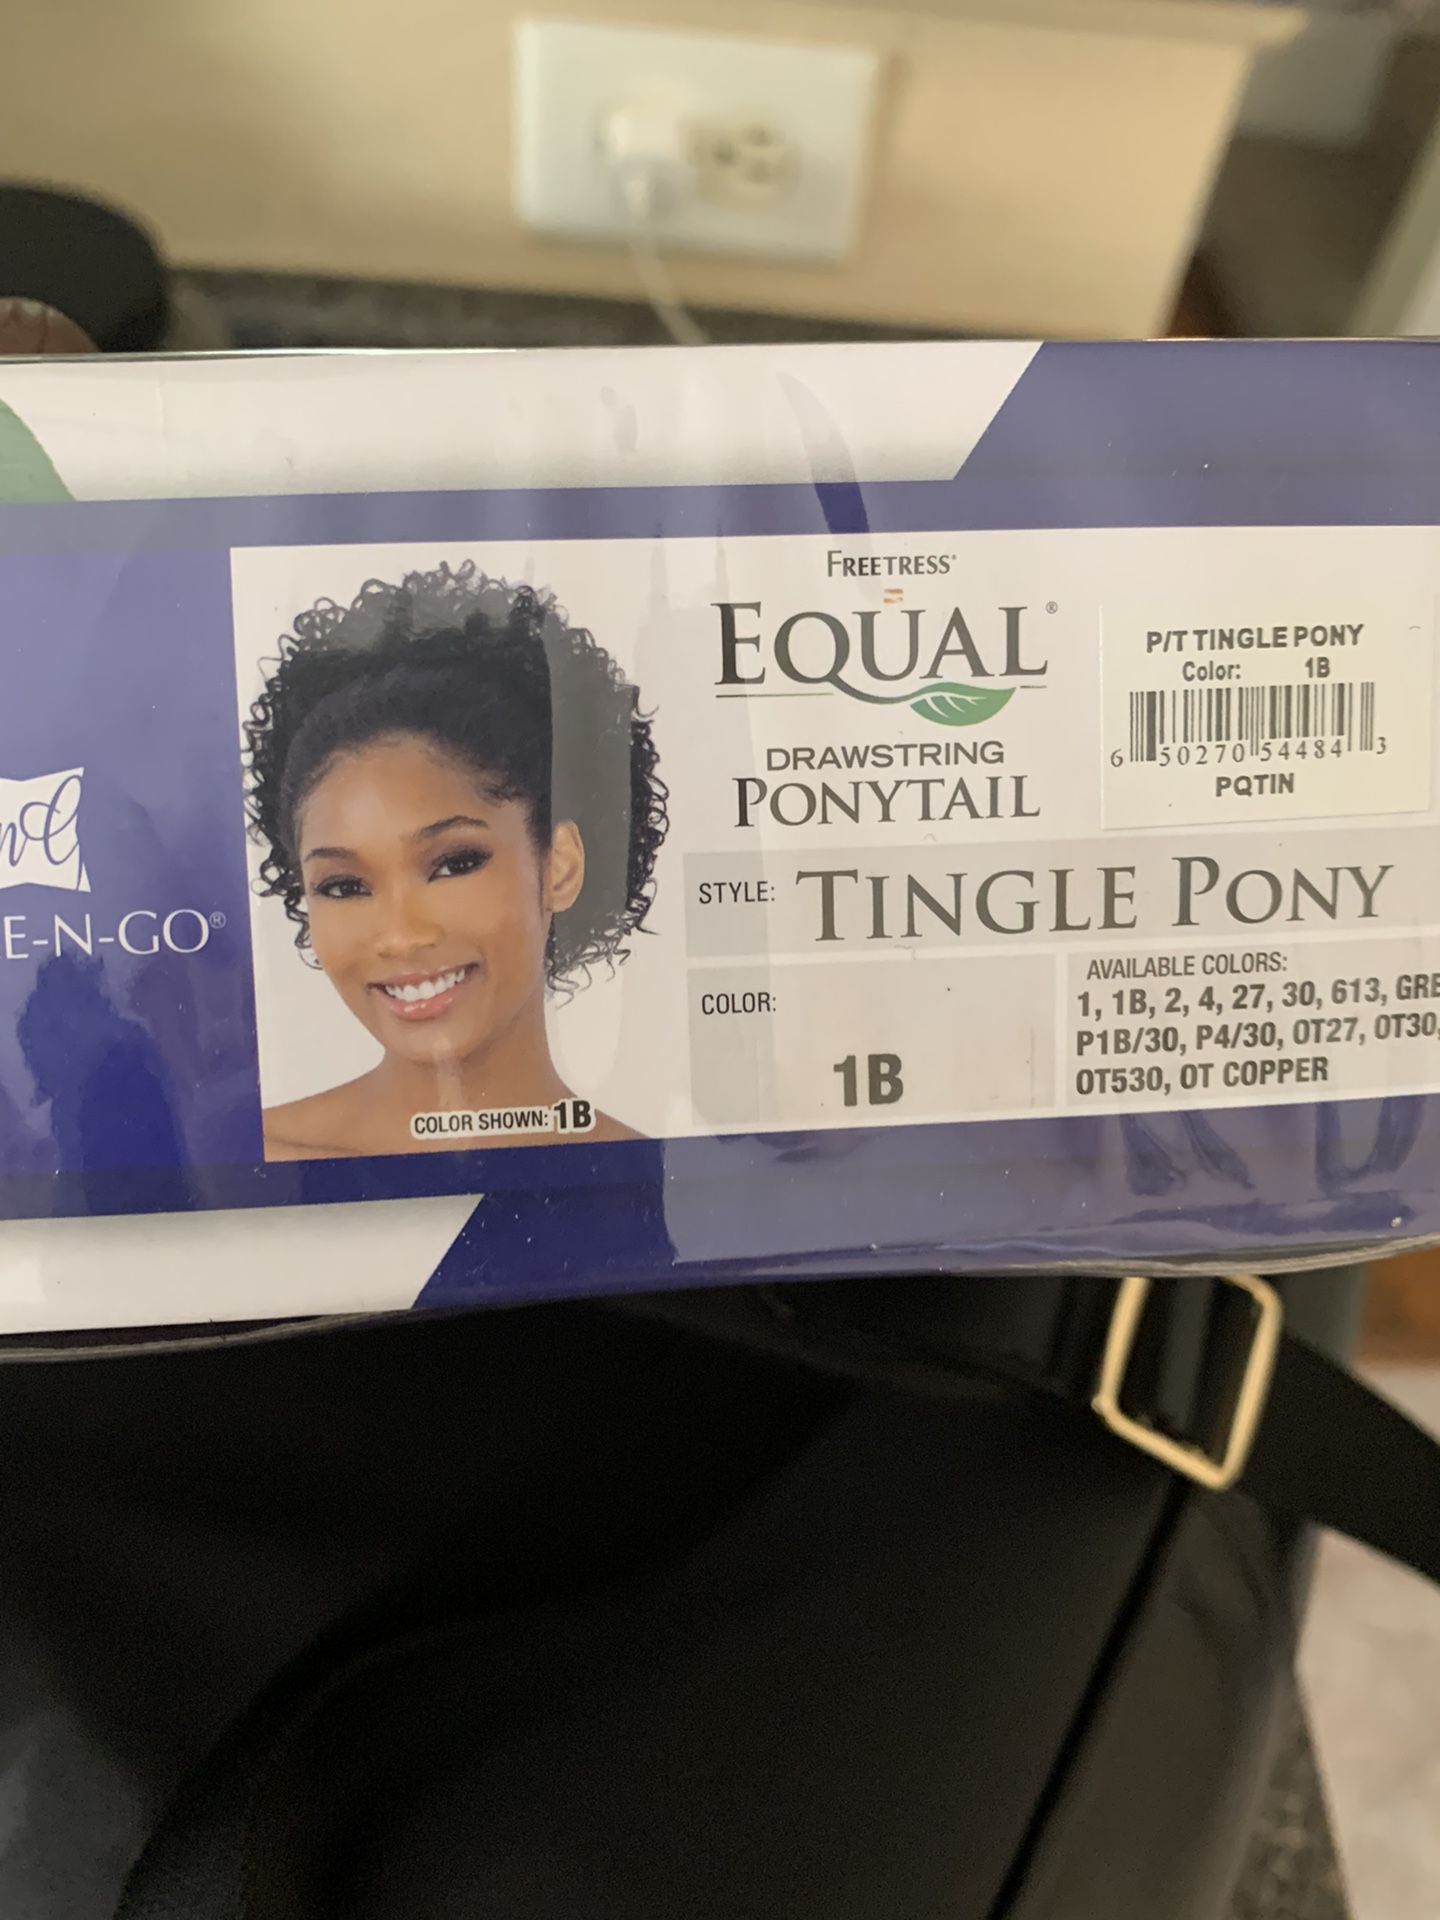 E-N-GO®
COLOR SHOWN: 1B
FREETRESS®
EQUAL®
DRAWSTRING
PONYTAIL
P/T TINGLE PONY
Color: 1B
6 50270 54484 3
PQTIN
STYLE: TINGLE PONY
COLOR:
1B
AVAILABLE COLORS:
1, 1B, 2, 4, 27, 30, 613, GRE
P1B/30, P4/30, OT27, OT30,
OT530, OT COPPER